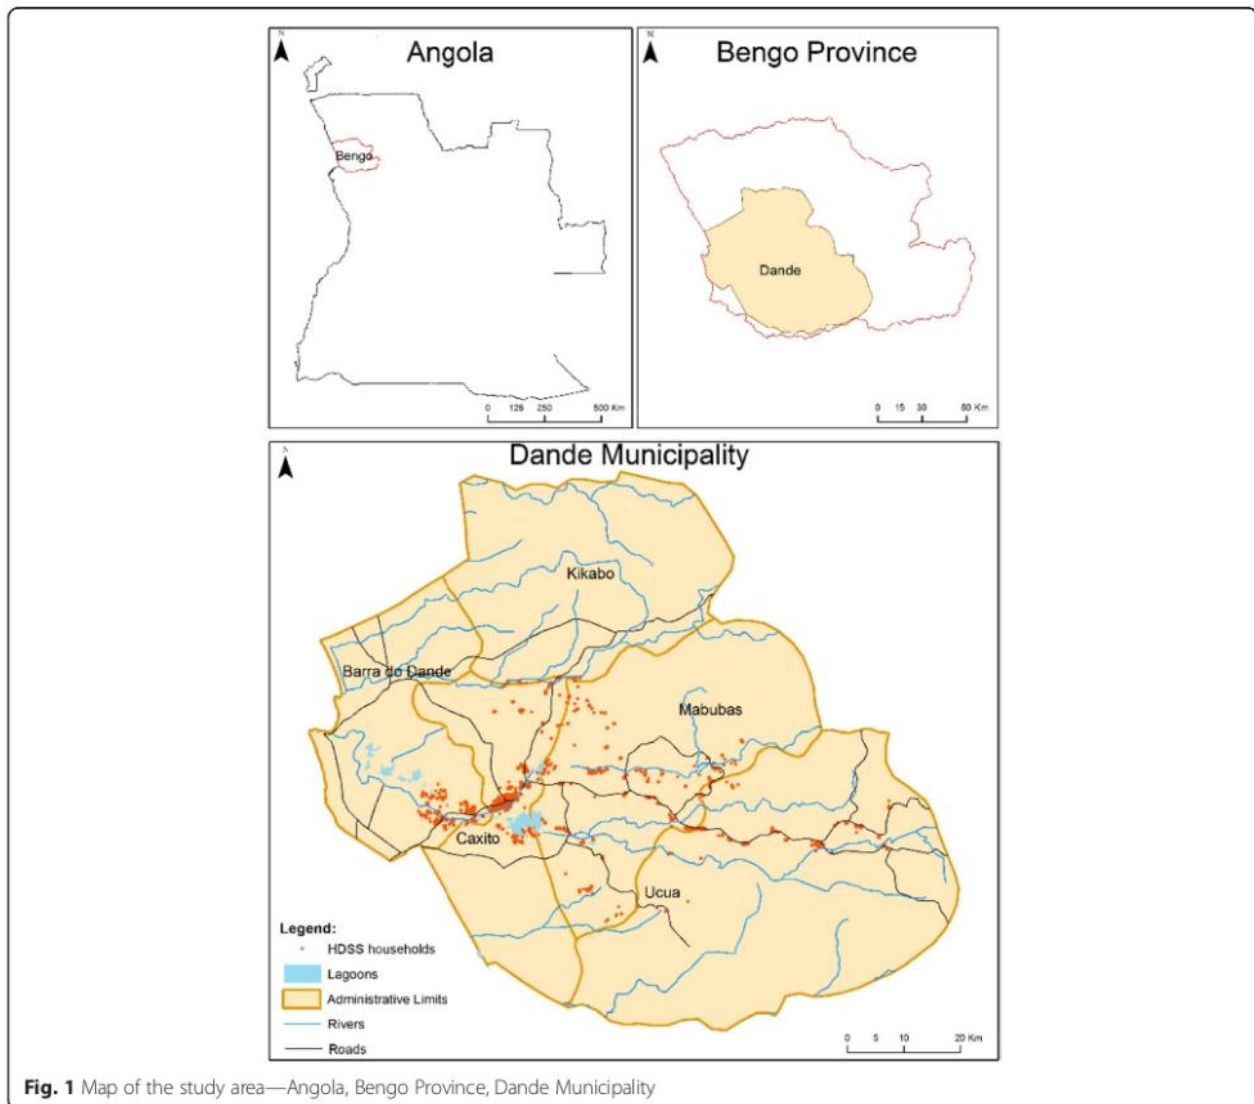 N
Angola
Bengo
0 125 250 500 Km
N
Bengo Province
Dande
0 15 30 60 Km
N
Dande Municipality
Kikabo
Barra do Dande
Mabubas
Caxito
Ucua
Legend:
HDSS households
Lagoons
Administrative Limits
Rivers
Roads
0 5 10 20 Km
Fig. 1 Map of the study area—Angola, Bengo Province, Dande Municipality